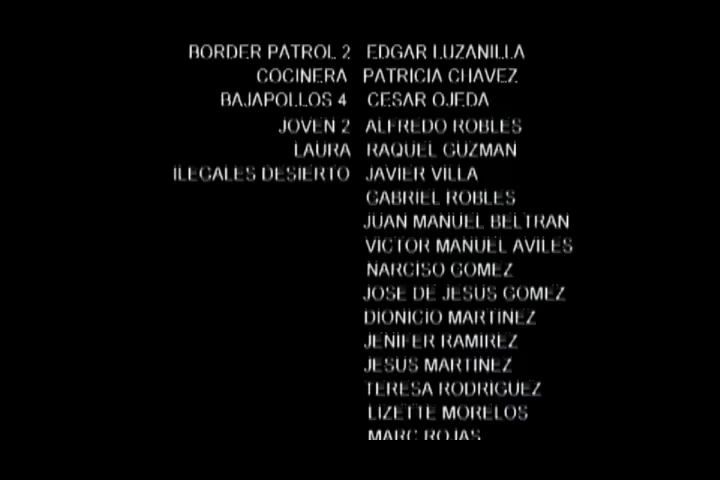 BORDER PATROL 2 EDGAR LUZANILLA
COCINERA PATRICIA CHAVEZ
BAJAPOLLOS 4 CESAR OJEDA
JOVEN 2 ALFREDO ROBLES
LAURA RAQUEL GUZMAN
ILEGALES DESIERTO JAVIER VILLA
GABRIEL ROBLES
JUAN MANUEL BELTRAN
VICTOR MANUEL AVILES
NARCISO GOMEZ
JOSE DE JESUS GOMEZ
DIONICIO MARTINEZ
JENIFER RAMIREZ
JESUS MARTINEZ
TERESA RODRIGUEZ
LIZETTE MORELOS
MARC ROJAS